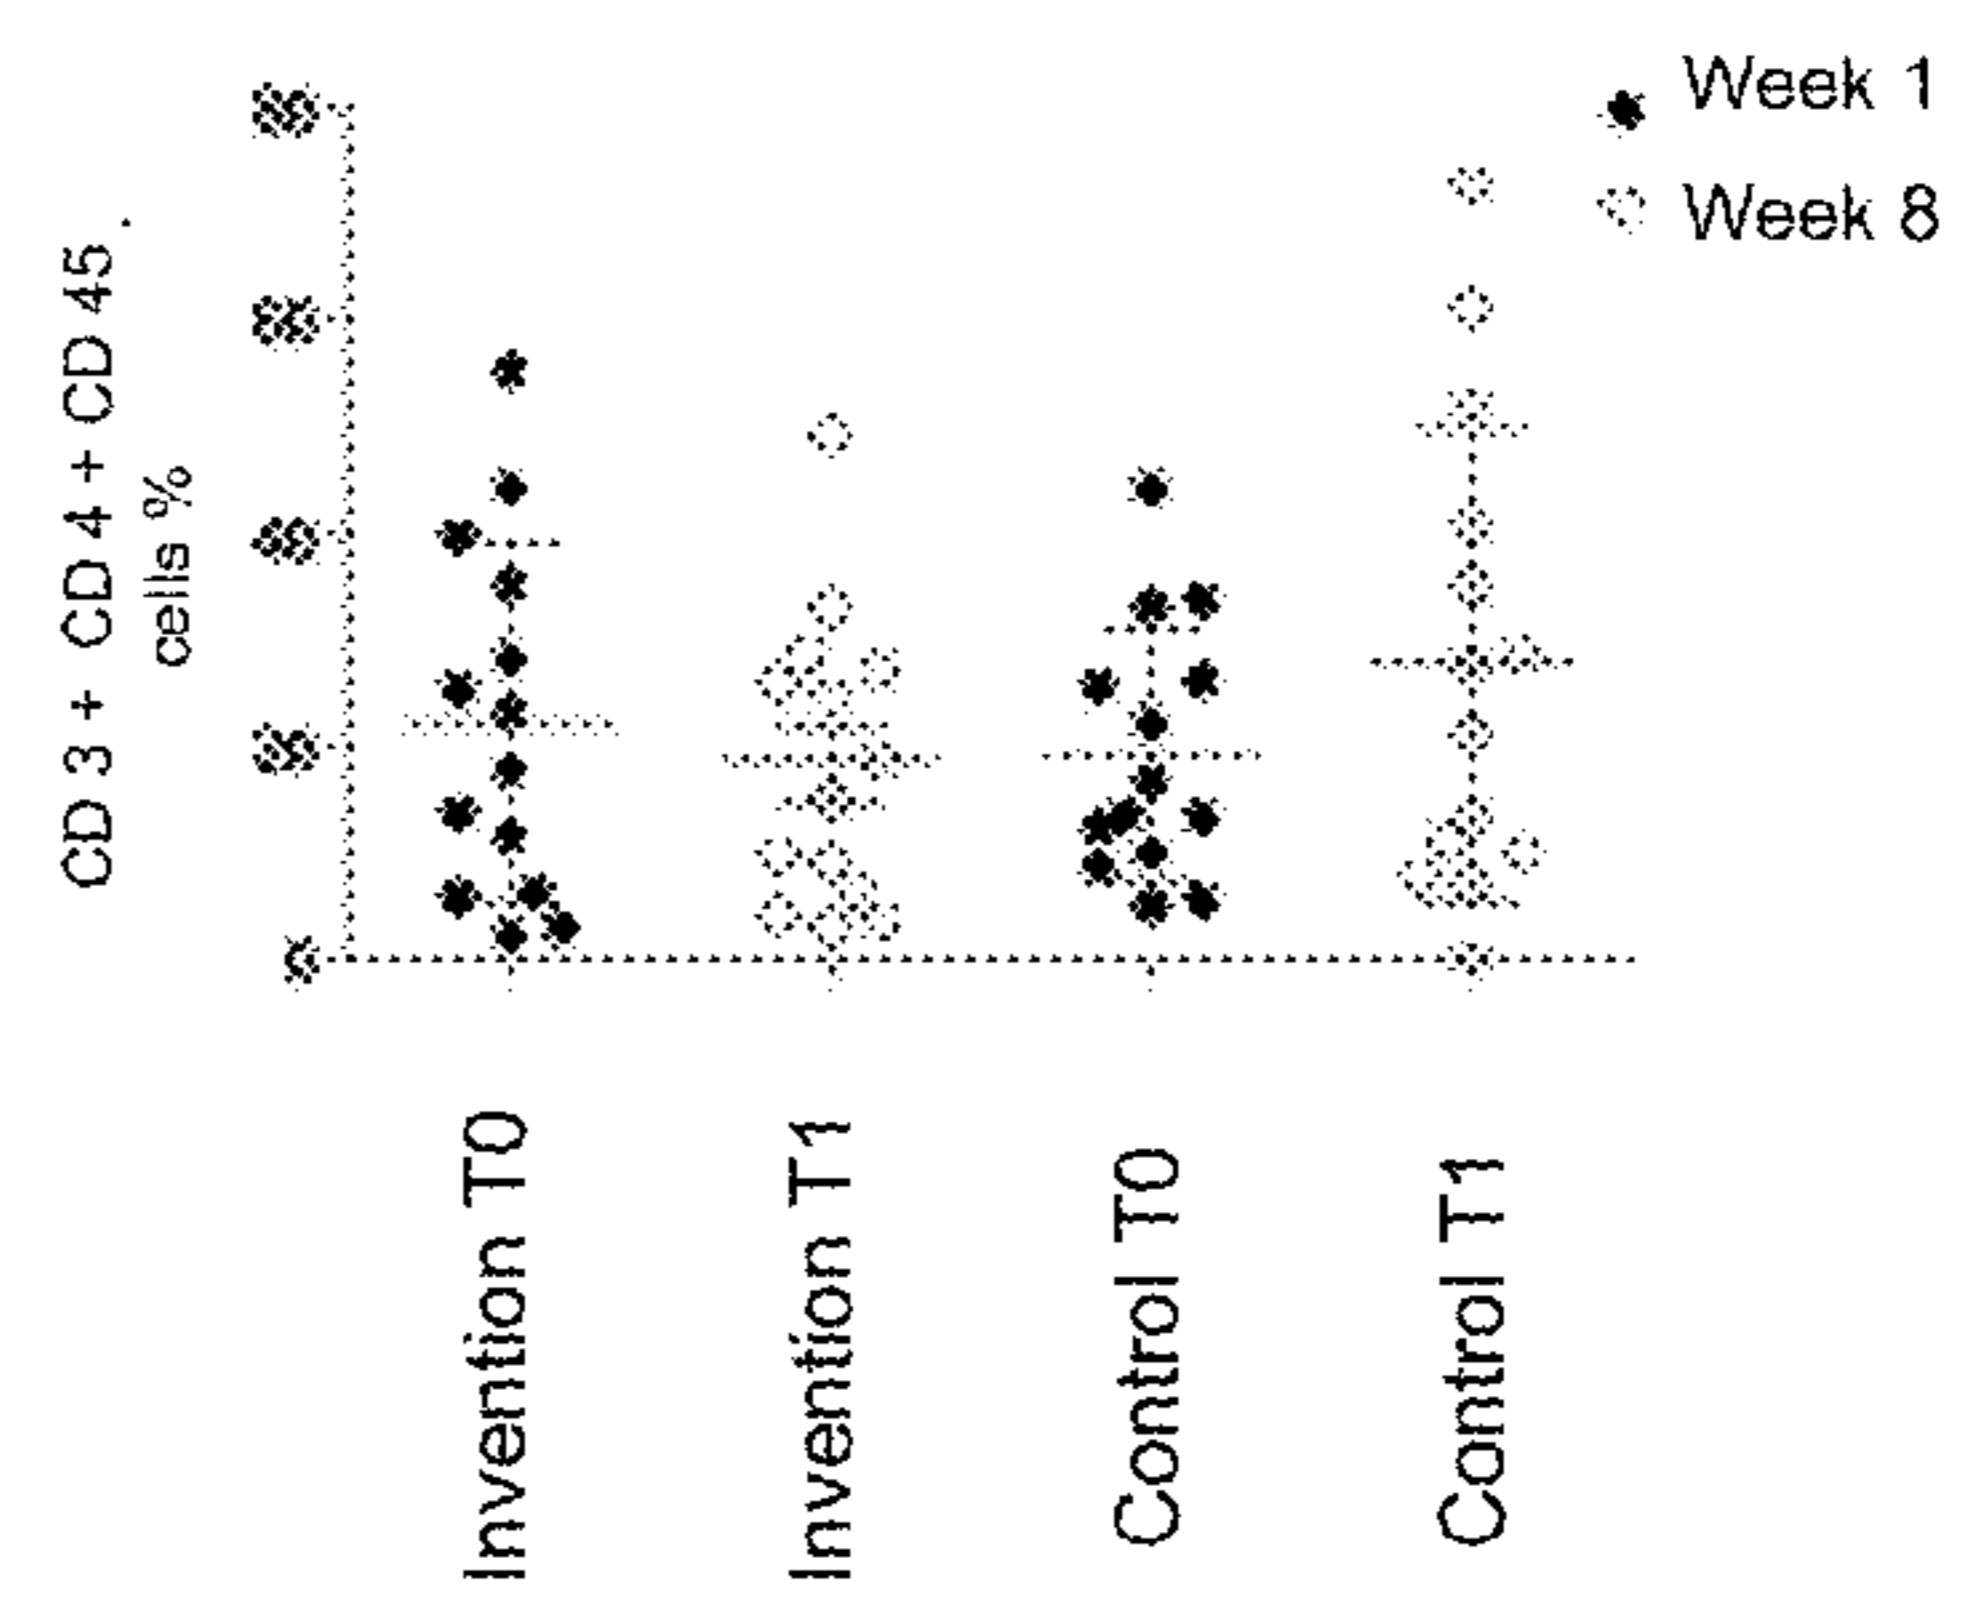 Week 1
Week 8
CD 3 + CD 4 + CD 45
cells %
Invention T0
Invention T1
Control T0
Control T1